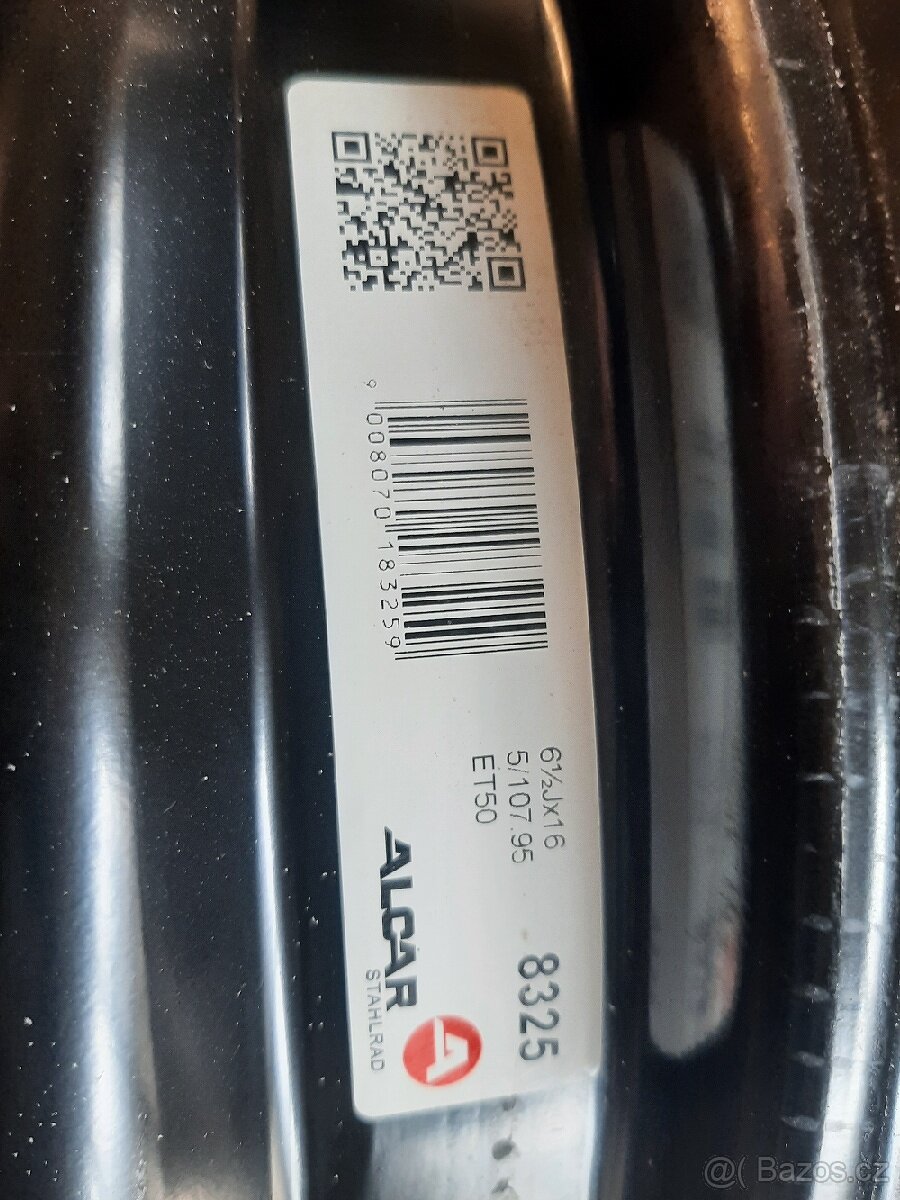 9 008070 183259
6½Jx16
5/107.95
ET50
8325
ALCAR
STAHLRAD
@( Bazos.cz